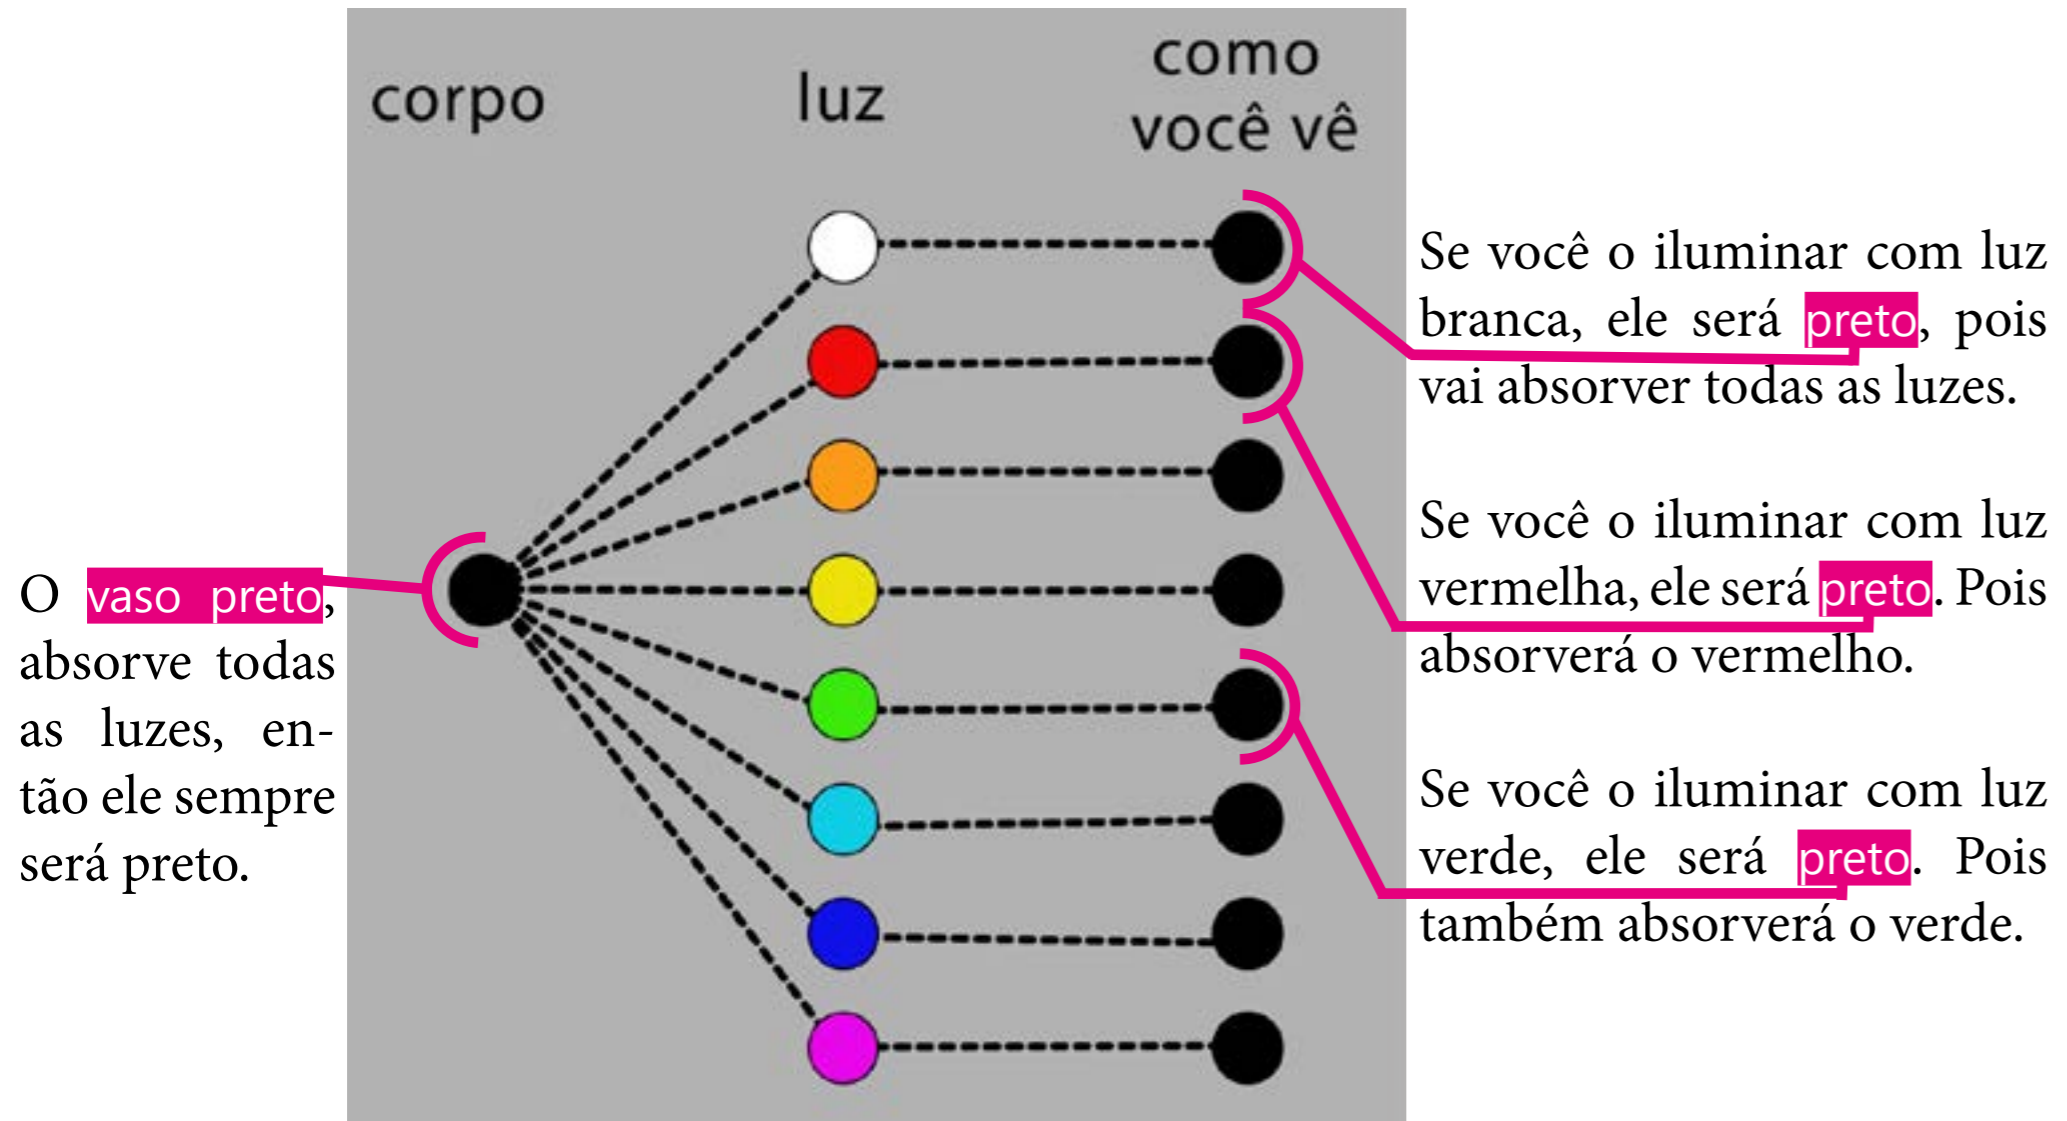 corpo
luz
como
você vê
O vaso preto,
absorve todas
as luzes, en-
tão ele sempre
será preto.
Se você o iluminar com luz
branca, ele será preto, pois
vai absorver todas as luzes.
Se você o iluminar com luz
vermelha, ele será preto. Pois
absorverá o vermelho.
Se você o iluminar com luz
verde, ele será preto. Pois
também absorverá o verde.